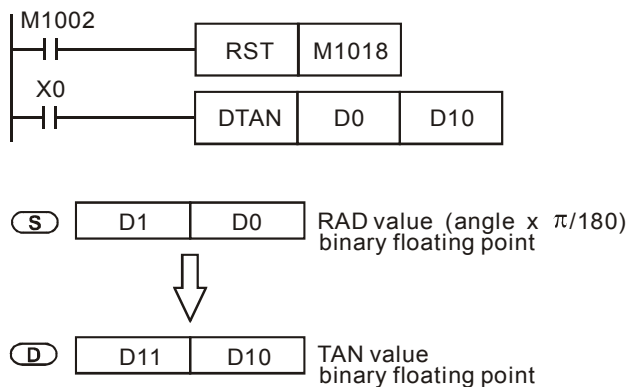 M1002
RST M1018
X0
DTAN D0 D10
S D1 D0 RAD value (angle x π/180)
binary floating point
D D11 D10 TAN value
binary floating point